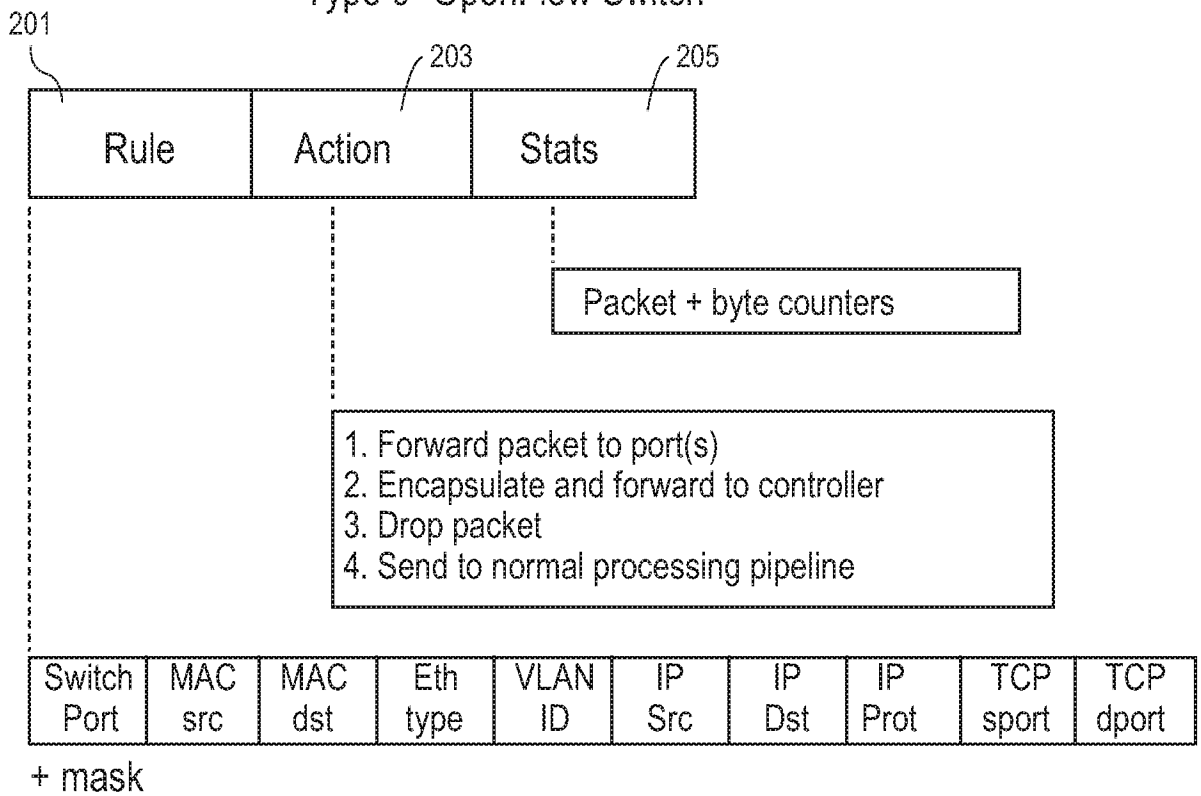 Switch
201
203
205
Rule
Action
Stats
Packet + byte counters
1. Forward packet to port(s)
2. Encapsulate and forward to controller
3. Drop packet
4. Send to normal processing pipeline
Switch Port
MAC src
MAC dst
Eth type
VLAN ID
IP Src
IP Dst
IP Prot
TCP sport
TCP dport
+ mask